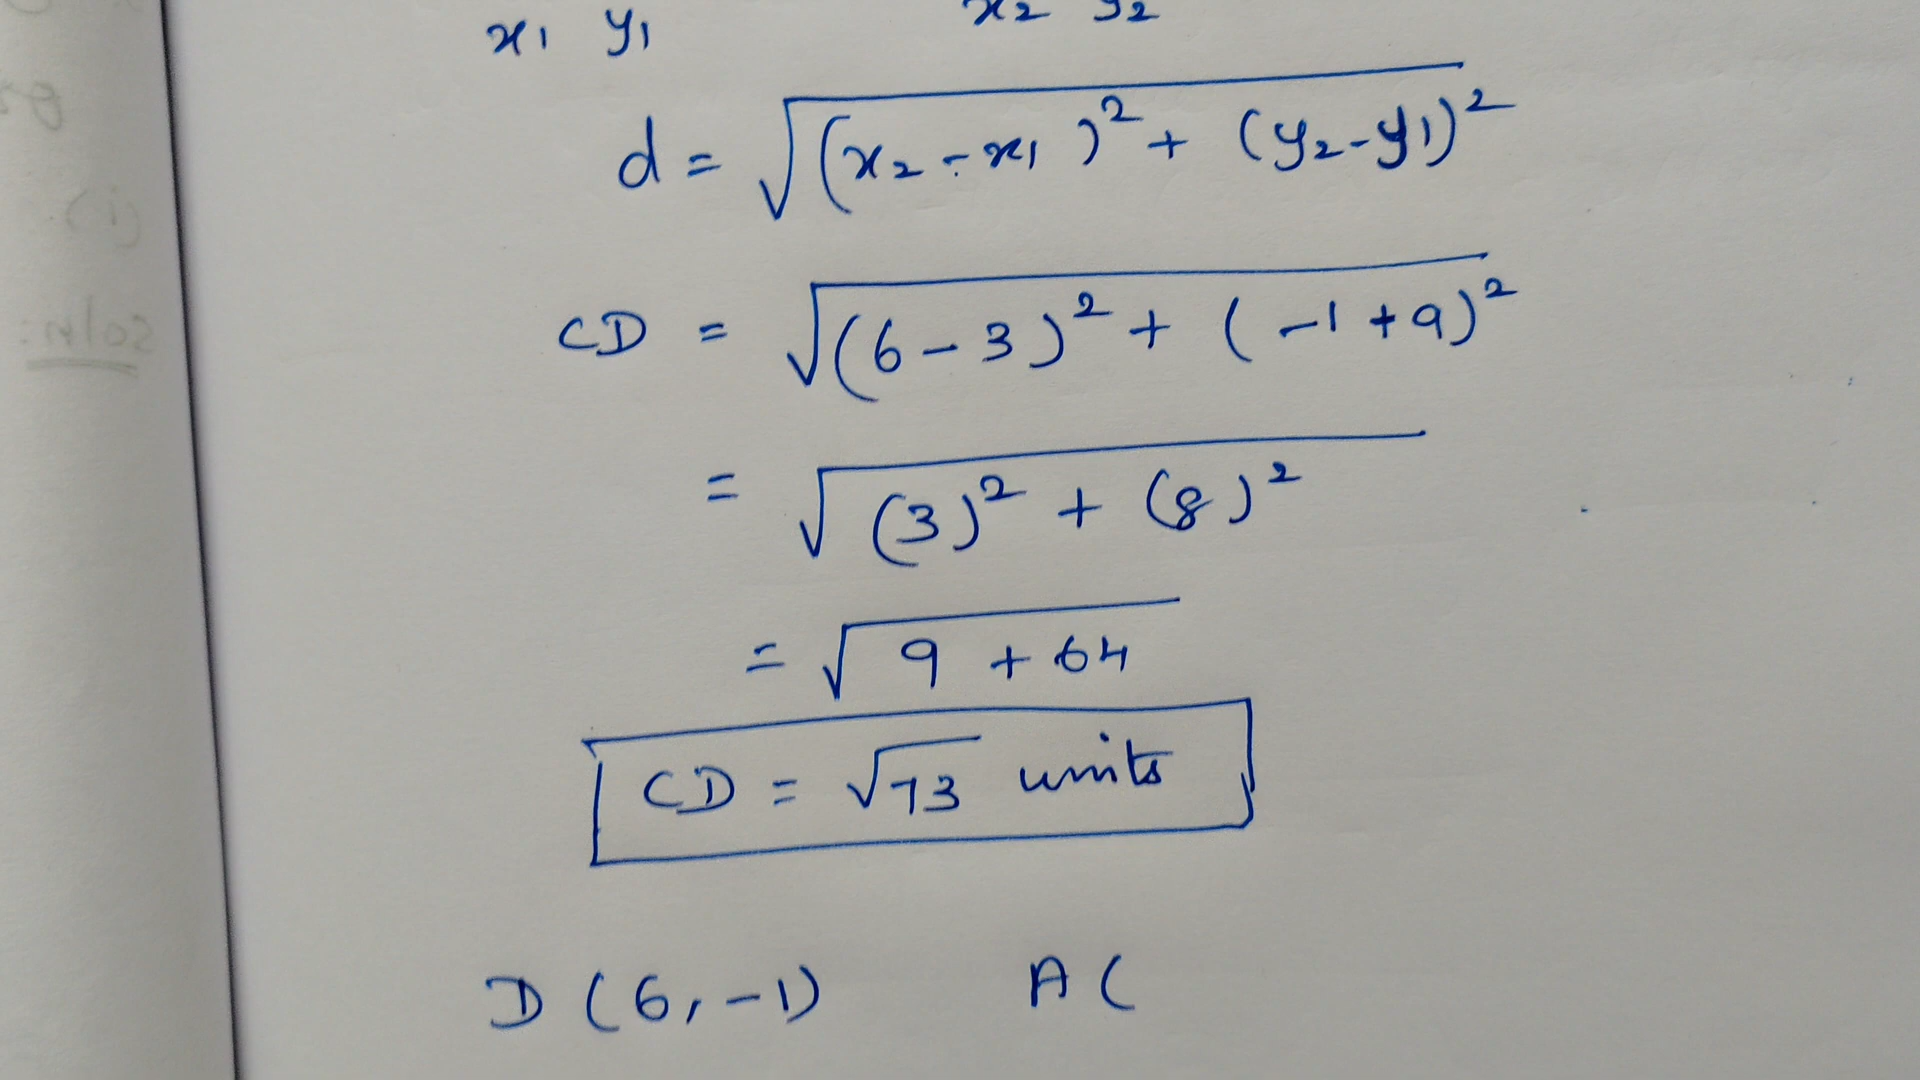 x₁ y₁ x₂ y₂
d = √(x₂ - x₁)² + (y₂-y₁)²
CD = √(6-3)² + (-1+9)²
= √(3)² + (8)²
= √9 + 64
CD = √73 units
D (6, -1) A (
soln: